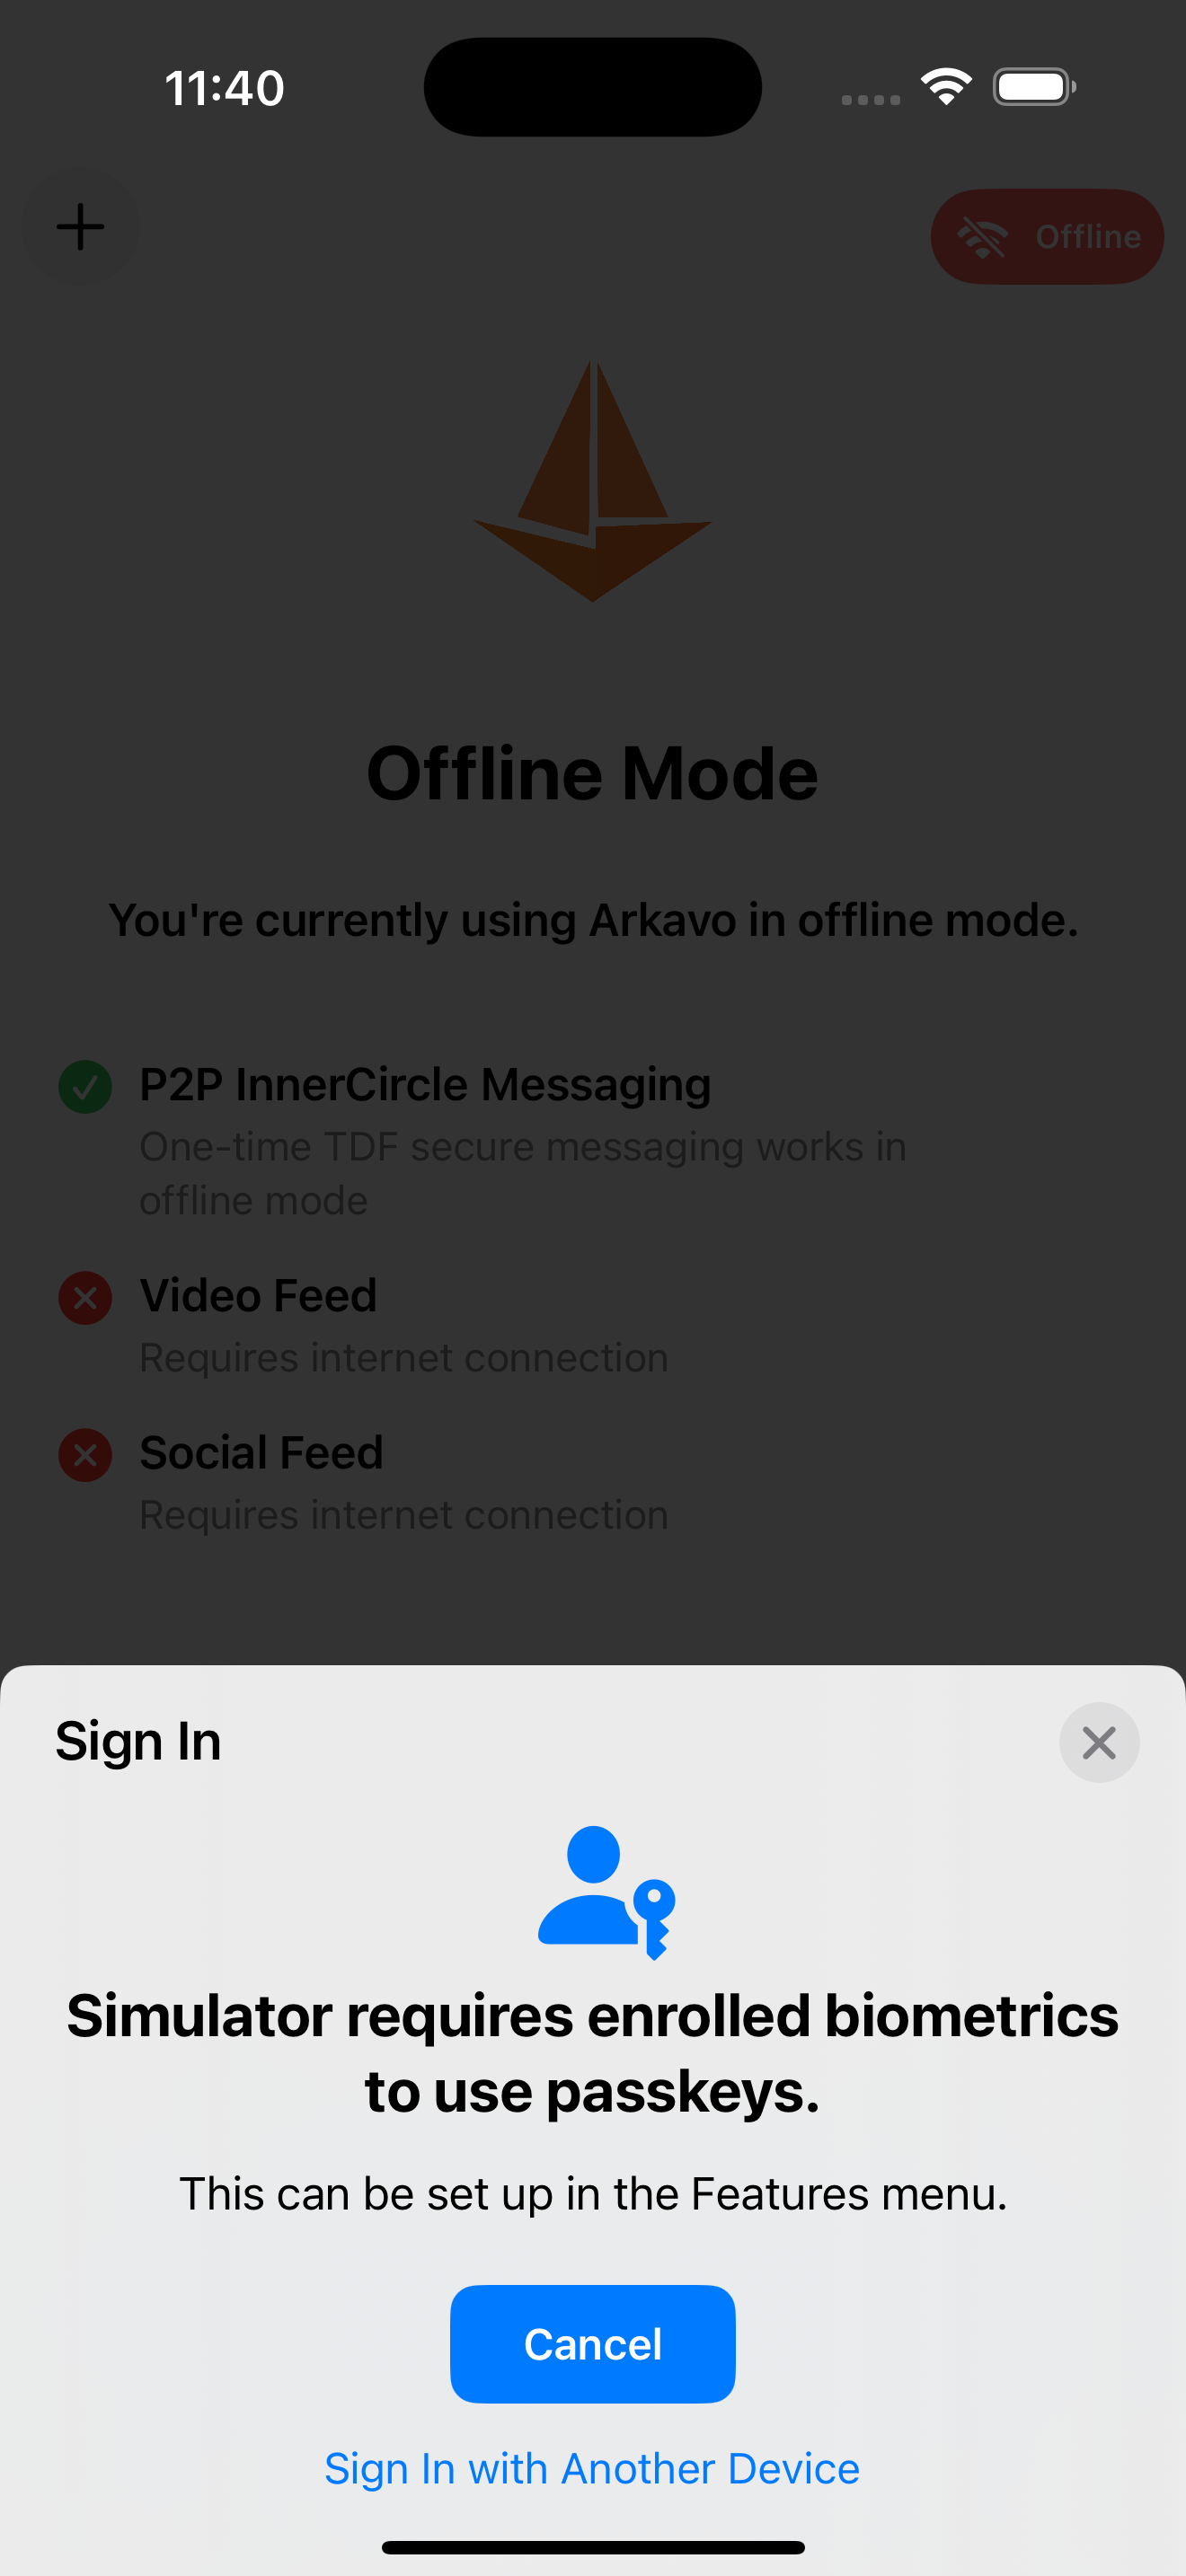 11:40
Offline
Offline Mode
You're currently using Arkavo in offline mode.
P2P InnerCircle Messaging
One-time TDF secure messaging works in
offline mode
Video Feed
Requires internet connection
Social Feed
Requires internet connection
Sign In
Simulator requires enrolled biometrics
to use passkeys.
This can be set up in the Features menu.
Cancel
Sign In with Another Device